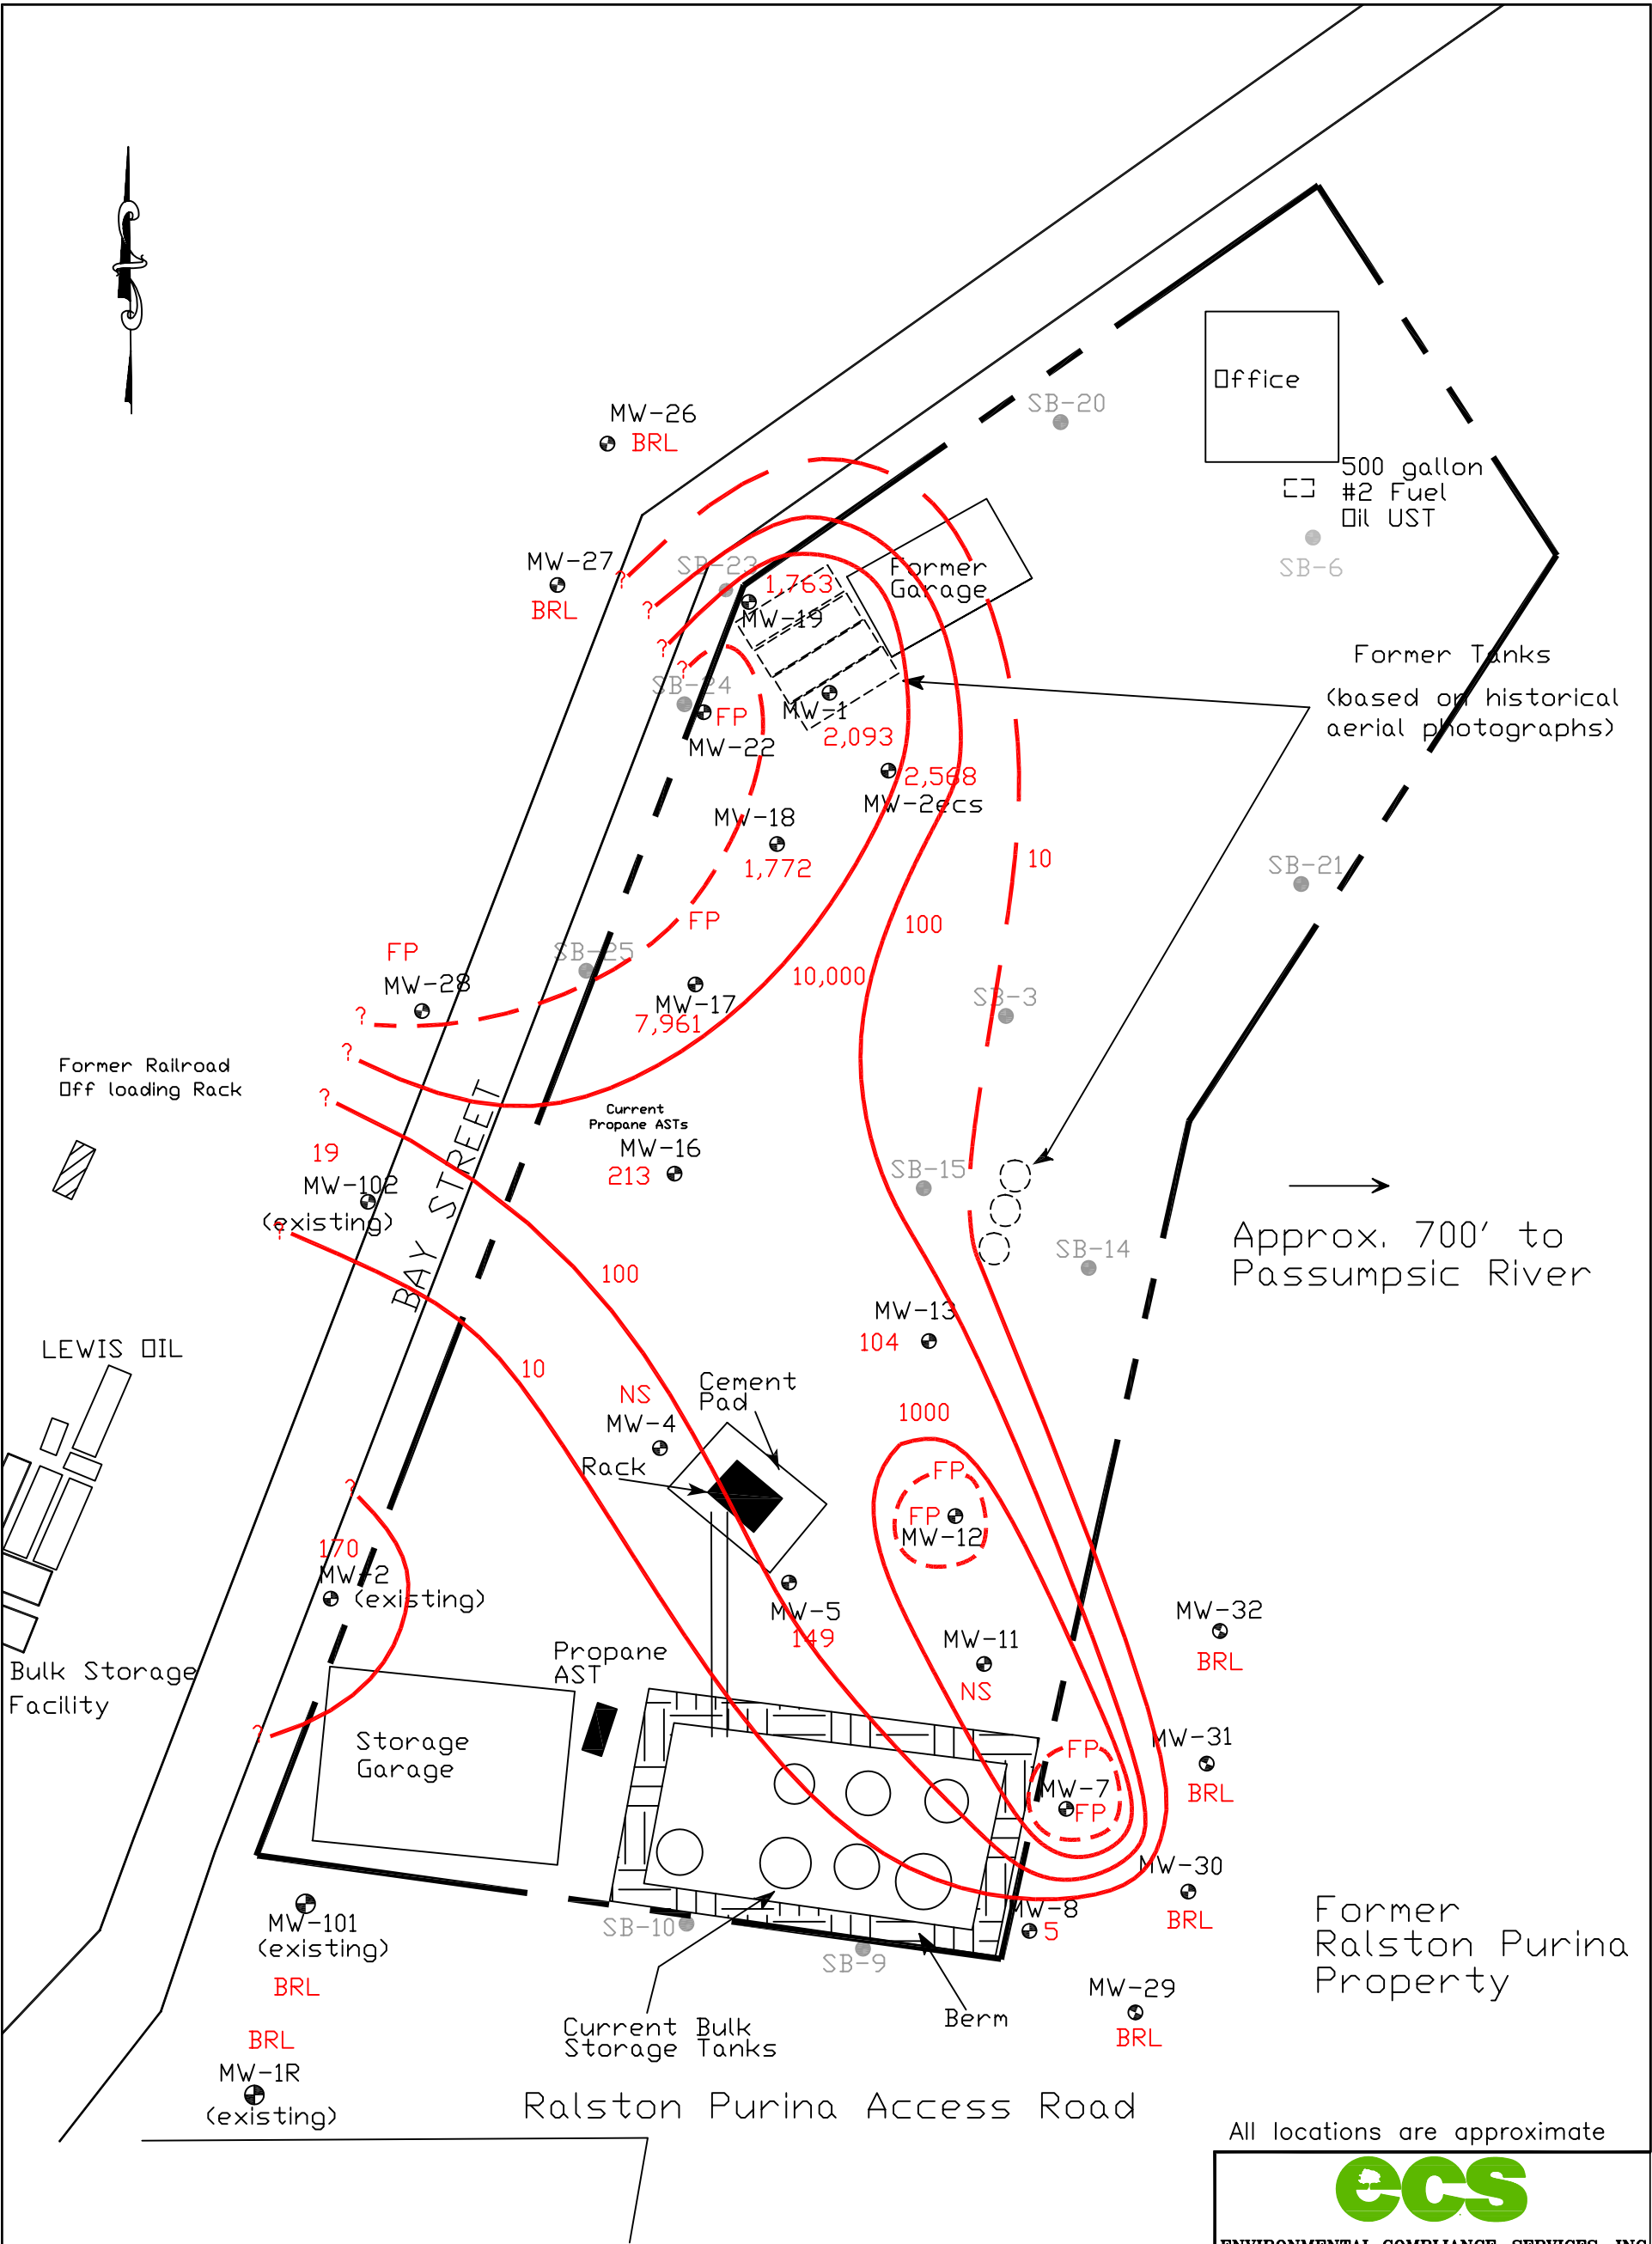 MW-26
BRL
SB-20
Office
500 gallon
#2 Fuel
Oil UST
SB-6
MW-27
BRL
SB-23
1,763
MW-19
Former
Garage
Former Tanks
(based on historical
aerial photographs)
?
?
?
?
SB-24
FP
MW-22
MW-1
2,093
2,568
MW-2ecs
MW-18
1,772
10
SB-21
FP
100
FP
MW-28
SB-25
10,000
MW-17
7,961
SB-3
?
?
?
Former Railroad
Off loading Rack
Current
Propane ASTs
MW-16
213
19
MW-102
(existing)
?
BAY STREET
SB-15
Approx. 700' to
Passumpsic River
SB-14
100
MW-13
104
LEWIS OIL
10
NS
MW-4
Cement
Pad
1000
Rack
FP
FP
MW-12
?
170
MW-2
(existing)
MW-5
149
MW-32
BRL
MW-11
NS
Propane
AST
Bulk Storage
Facility
?
Storage
Garage
FP
MW-7
FP
MW-31
BRL
MW-30
BRL
MW-8
5
SB-10
SB-9
MW-101
(existing)
BRL
Former
Ralston Purina
Property
MW-29
BRL
Berm
Current Bulk
Storage Tanks
BRL
MW-1R
(existing)
Ralston Purina Access Road
All locations are approximate
ecs
ENVIRONMENTAL COMPLIANCE SERVICES, INC